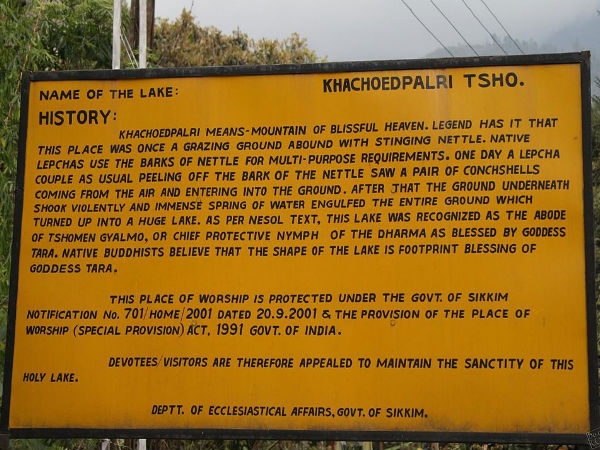 NAME OF THE LAKE: KHACHOEDPALRI TSHO.
HISTORY:
KHACHOEDPALRI MEANS-MOUNTAIN OF BLISSFUL HEAVEN. LEGEND HAS IT THAT
THIS PLACE WAS ONCE A GRAZING GROUND ABOUND WITH STINGING NETTLE. NATIVE
LEPCHAS USE THE BARKS OF NETTLE FOR MULTI-PURPOSE REQUIREMENTS. ONE DAY A LEPCHA
COUPLE AS USUAL PEELING OFF THE BARK OF THE NETTLE SAW A PAIR OF CONCHSHELLS
COMING FROM THE AIR AND ENTERING INTO THE GROUND. AFTER THAT THE GROUND UNDERNEATH
SHOOK VIOLENTLY AND IMMENSE SPRING OF WATER ENGULFED THE ENTIRE GROUND WHICH
TURNED UP INTO A HUGE LAKE. AS PER NESOL TEXT, THIS LAKE WAS RECOGNIZED AS THE ABODE
OF TSHOMEN GYALMO, OR CHIEF PROTECTIVE NYMPH OF THE DHARMA AS BLESSED BY GODDESS
TARA. NATIVE BUDDHISTS BELIEVE THAT THE SHAPE OF THE LAKE IS FOOTPRINT BLESSING OF
GODDESS TARA.
THIS PLACE OF WORSHIP IS PROTECTED UNDER THE GOVT. OF SIKKIM
NOTIFICATION No. 701/HOME/2001 DATED 20.9.2001 & THE PROVISION OF THE PLACE OF
WORSHIP (SPECIAL PROVISION) ACT, 1991 GOVT. OF INDIA.
DEVOTEES/VISITORS ARE THEREFORE APPEALED TO MAINTAIN THE SANCTITY OF THIS
HOLY LAKE.
DEPTT. OF ECCLESIASTICAL AFFAIRS, GOVT. OF SIKKIM.